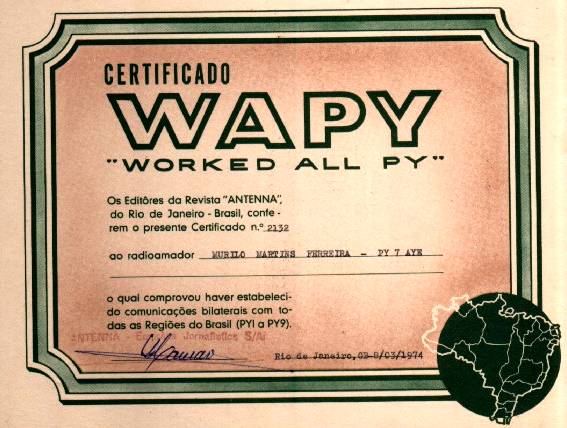 CERTIFICADO
WAPY
"WORKED ALL PY"
Os Editôres da Revista "ANTENNA",
do Rio de Janeiro - Brasil, confe -
rem o presente Certificado n.º 2132
ao radioamador MURILO MARTINS FERREIRA - PY 7 AYE
o qual comprovou haver estabeleci-
do comunicações bilaterais com to-
das as Regiões do Brasil (PY1 a PY9).
ANTENNA - Jornalísticos S/A
Rio de Janeiro, 8/03/1974